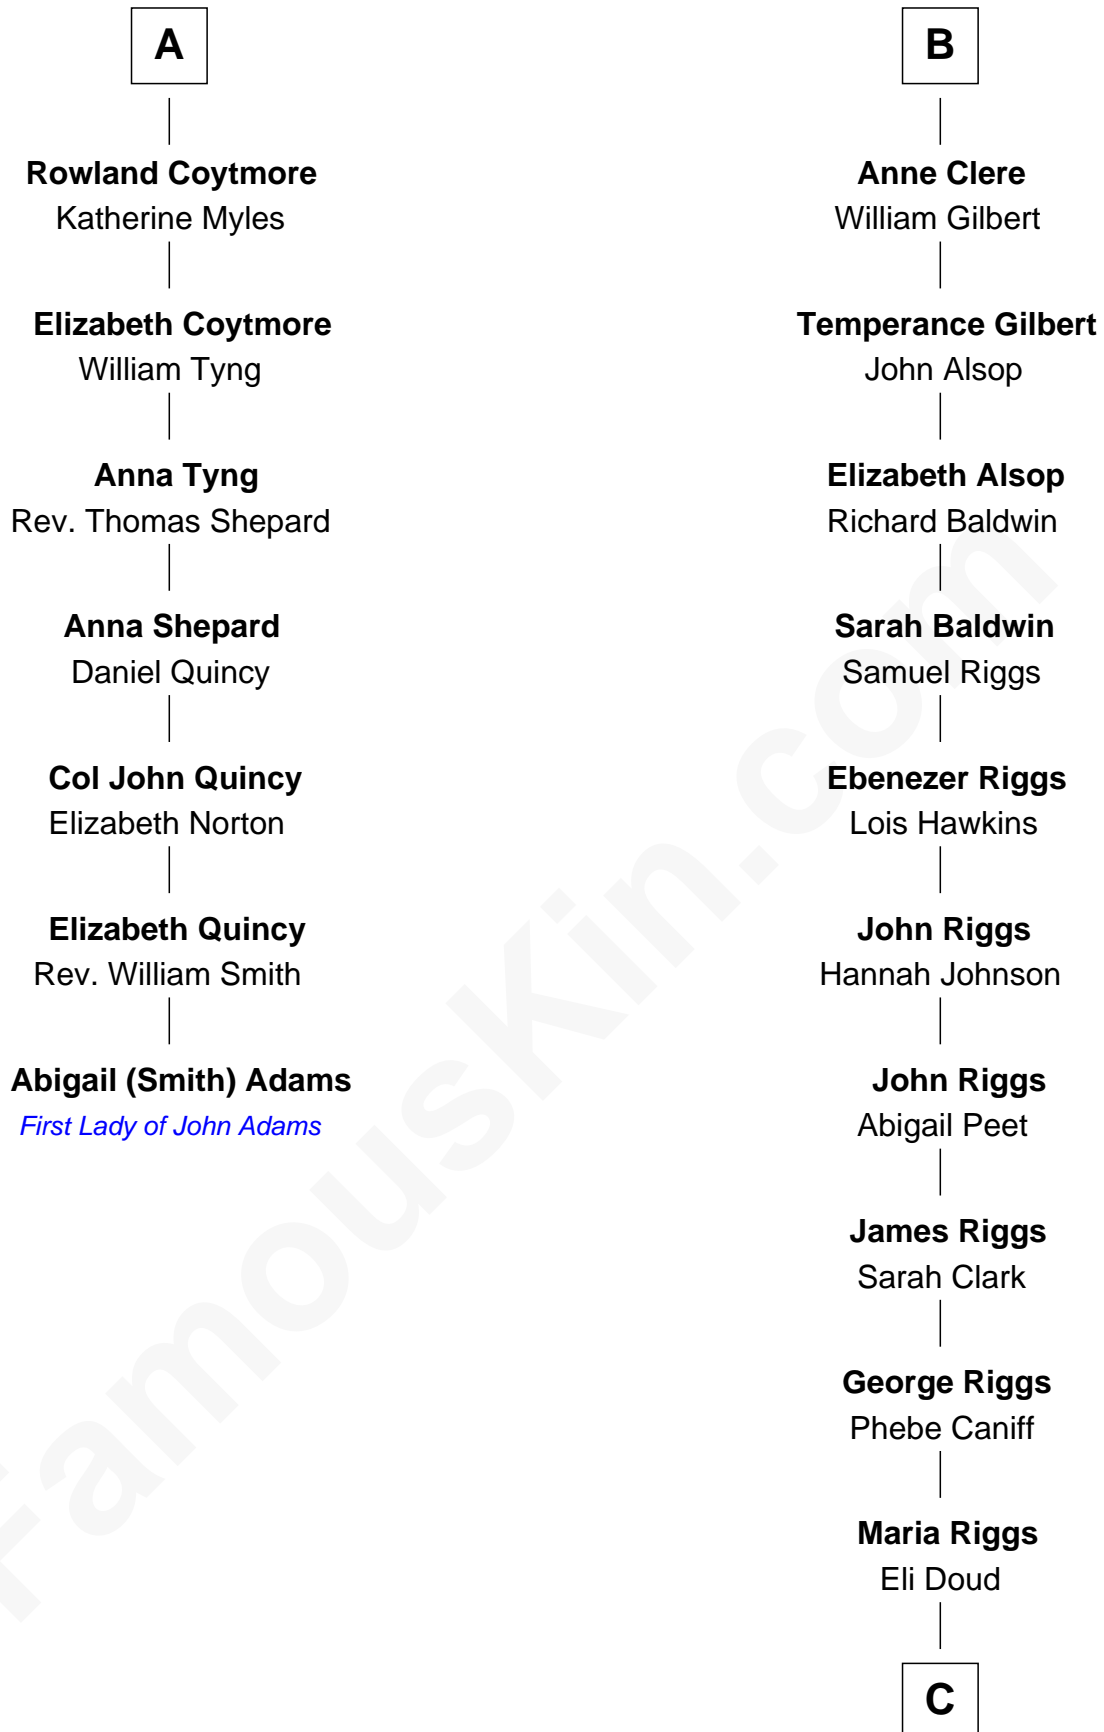 A
Rowland Coytmore
Katherine Myles
Elizabeth Coytmore
William Tyng
Anna Tyng
Rev. Thomas Shepard
Anna Shepard
Daniel Quincy
Col John Quincy
Elizabeth Norton
Elizabeth Quincy
Rev. William Smith
Abigail (Smith) Adams
First Lady of John Adams
B
Anne Clere
William Gilbert
Temperance Gilbert
John Alsop
Elizabeth Alsop
Richard Baldwin
Sarah Baldwin
Samuel Riggs
Ebenezer Riggs
Lois Hawkins
John Riggs
Hannah Johnson
John Riggs
Abigail Peet
James Riggs
Sarah Clark
George Riggs
Phebe Caniff
Maria Riggs
Eli Doud
C
FamousKin.com